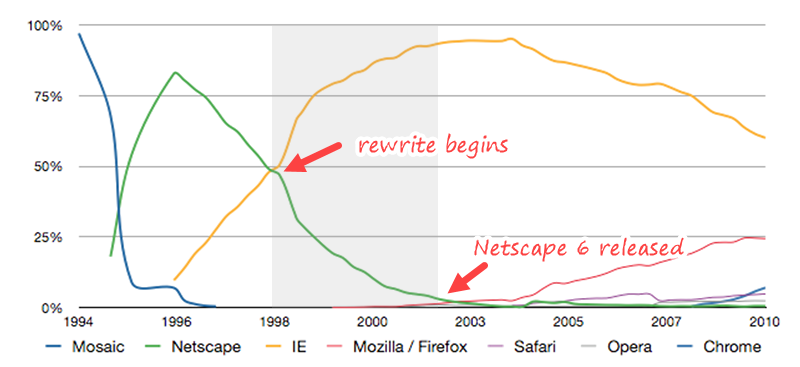 100%
75%
rewrite begins
50%
25%
Netscape 6 released
0%
1994 1996 1998 2000 2003 2005 2007 2010
Mosaic Netscape IE Mozilla / Firefox Safari Opera Chrome